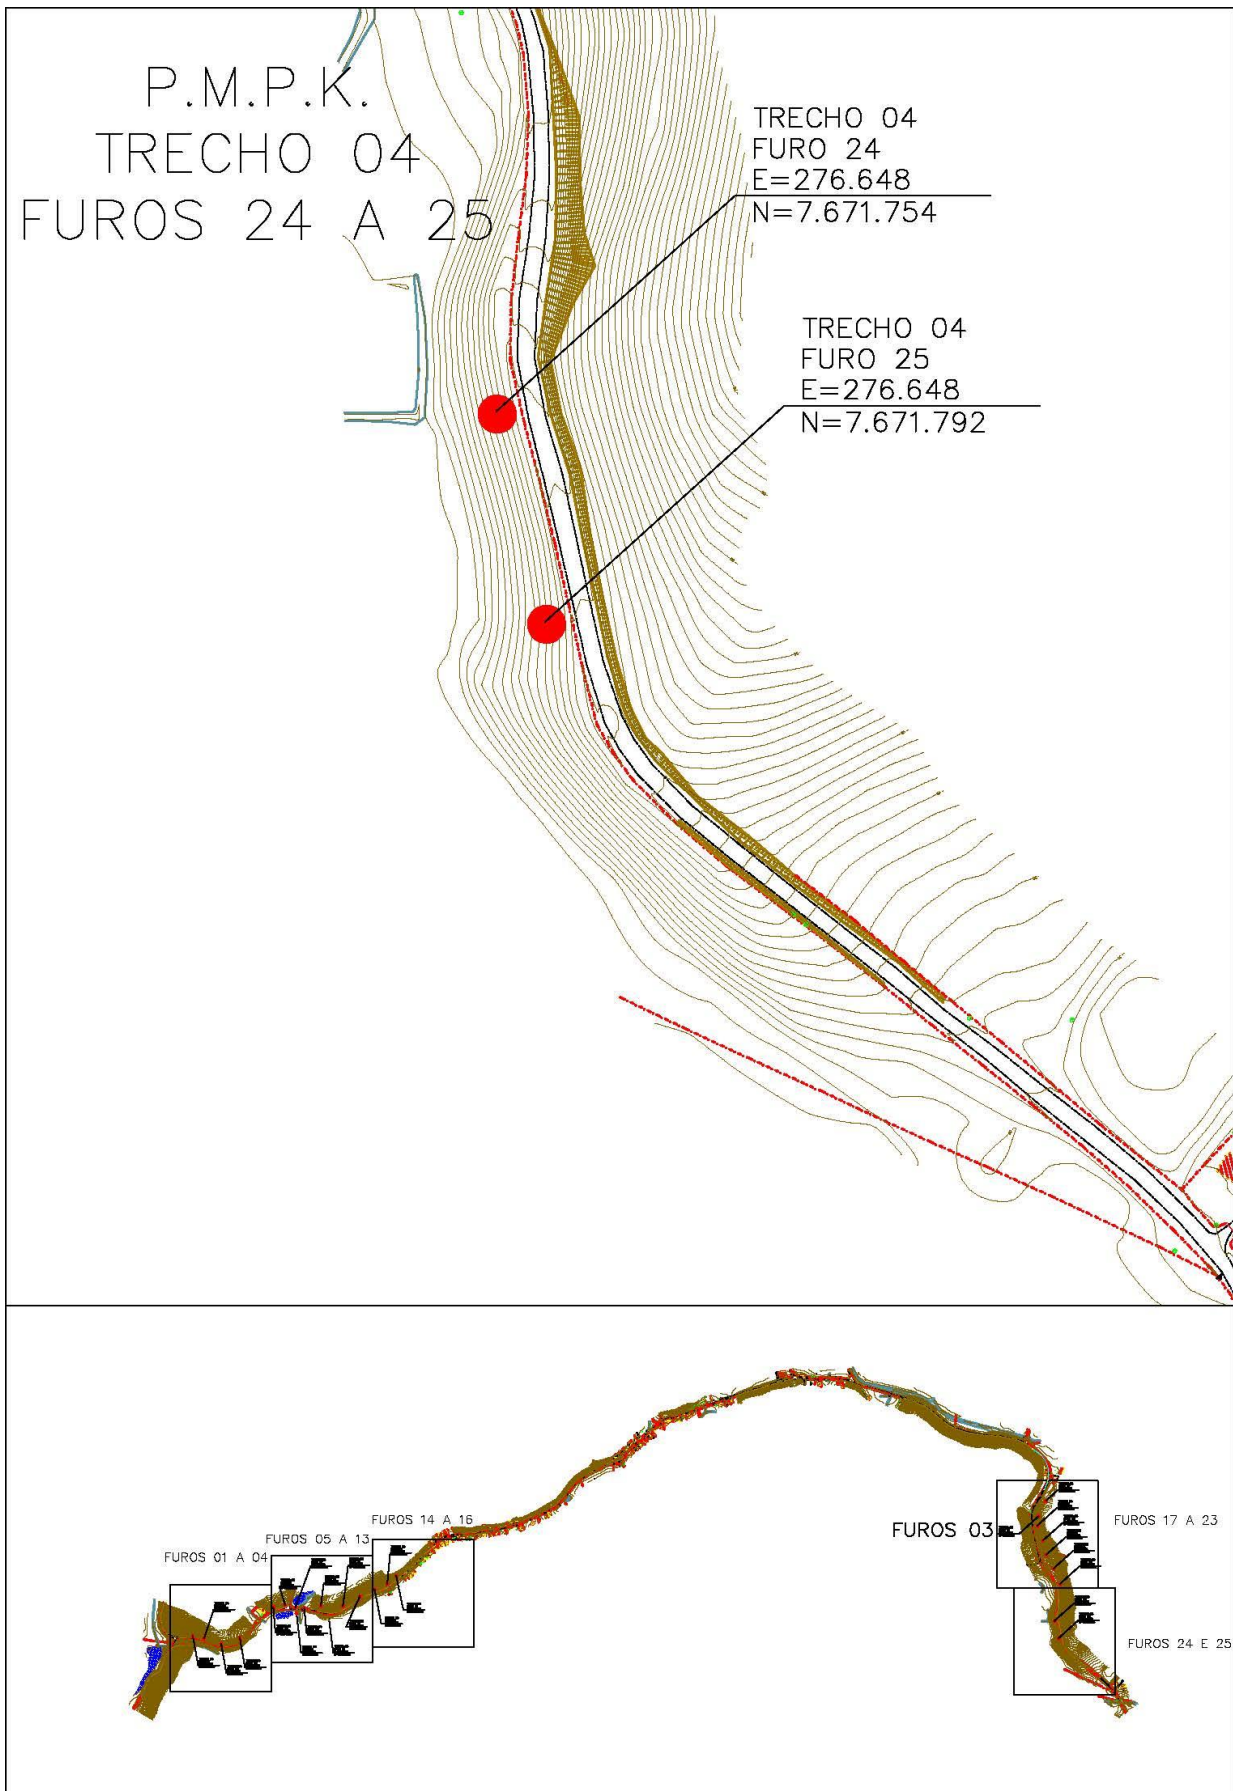 P.M.P.K.
TRECHO 04
FUROS 24 A 25
TRECHO 04
FURO 24
E=276.648
N=7.671.754
TRECHO 04
FURO 25
E=276.648
N=7.671.792
FUROS 01 A 04
FUROS 05 A 13
FUROS 14 A 16
FUROS 03
FUROS 17 A 23
FUROS 24 E 25